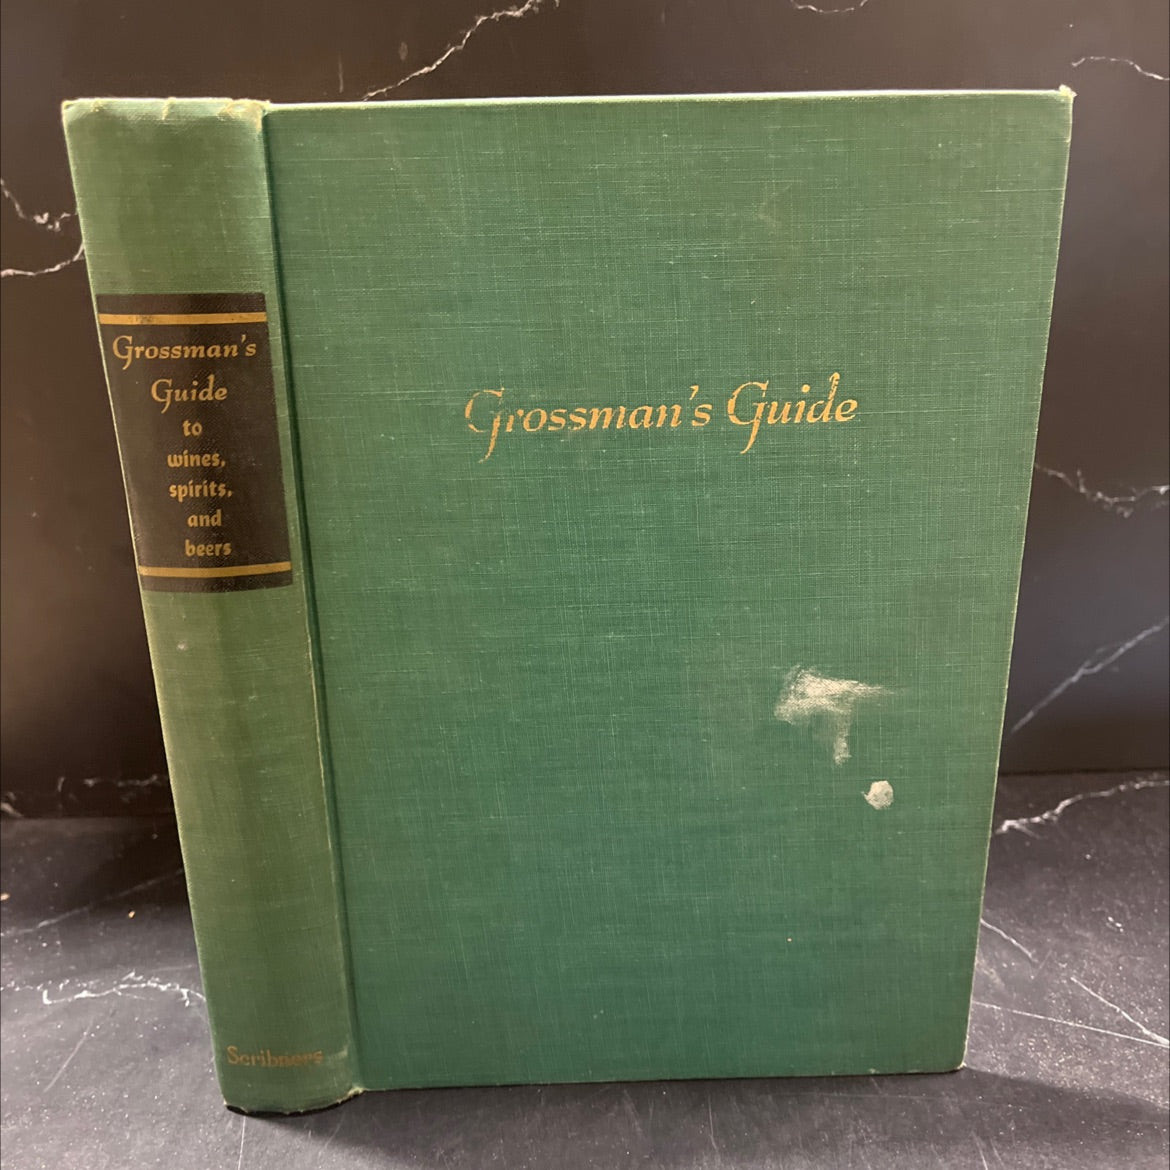 Grossman's
Guide
to
wines,
spirits,
and
beers
Scribners
Grossman's Guide